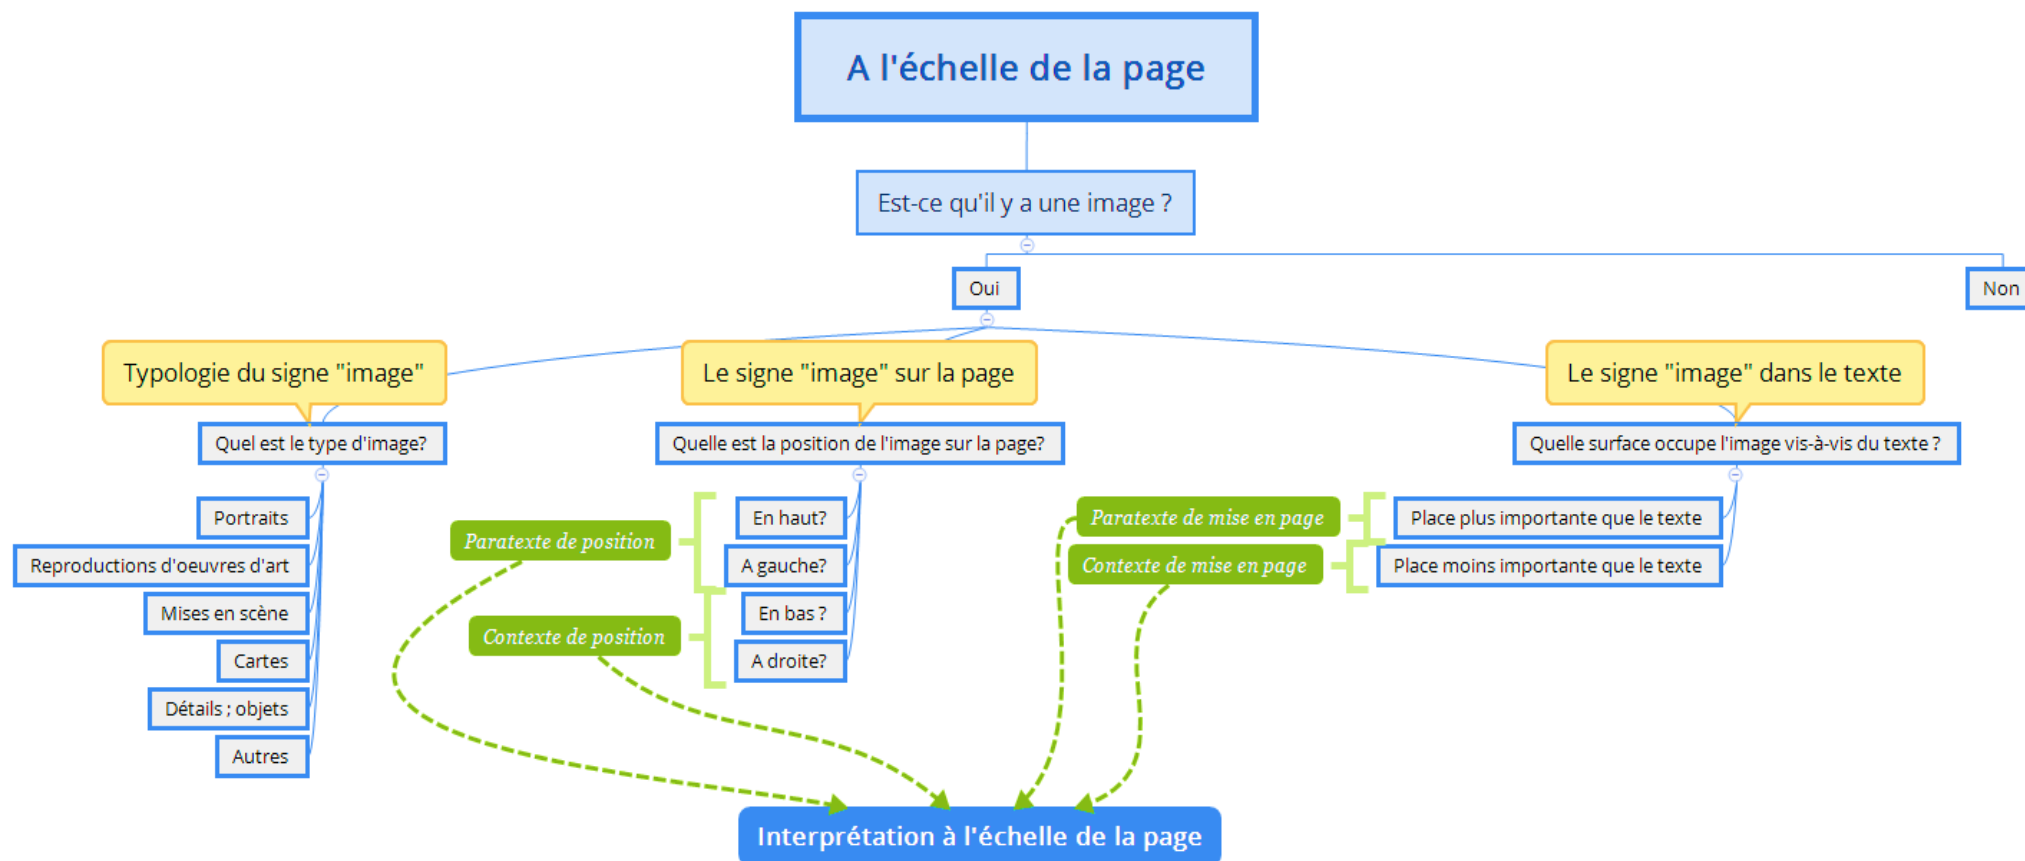 A l'échelle de la page
Est-ce qu'il y a une image ?
Oui
Non
Typologie du signe "image"
Le signe "image" sur la page
Le signe "image" dans le texte
Quel est le type d'image?
Quelle est la position de l'image sur la page?
Quelle surface occupe l'image vis-à-vis du texte ?
Portraits
Reproductions d'oeuvres d'art
Mises en scène
Cartes
Détails ; objets
Autres
Paratexte de position
Contexte de position
En haut?
A gauche?
En bas ?
A droite?
Paratexte de mise en page
Contexte de mise en page
Place plus importante que le texte
Place moins importante que le texte
Interprétation à l'échelle de la page